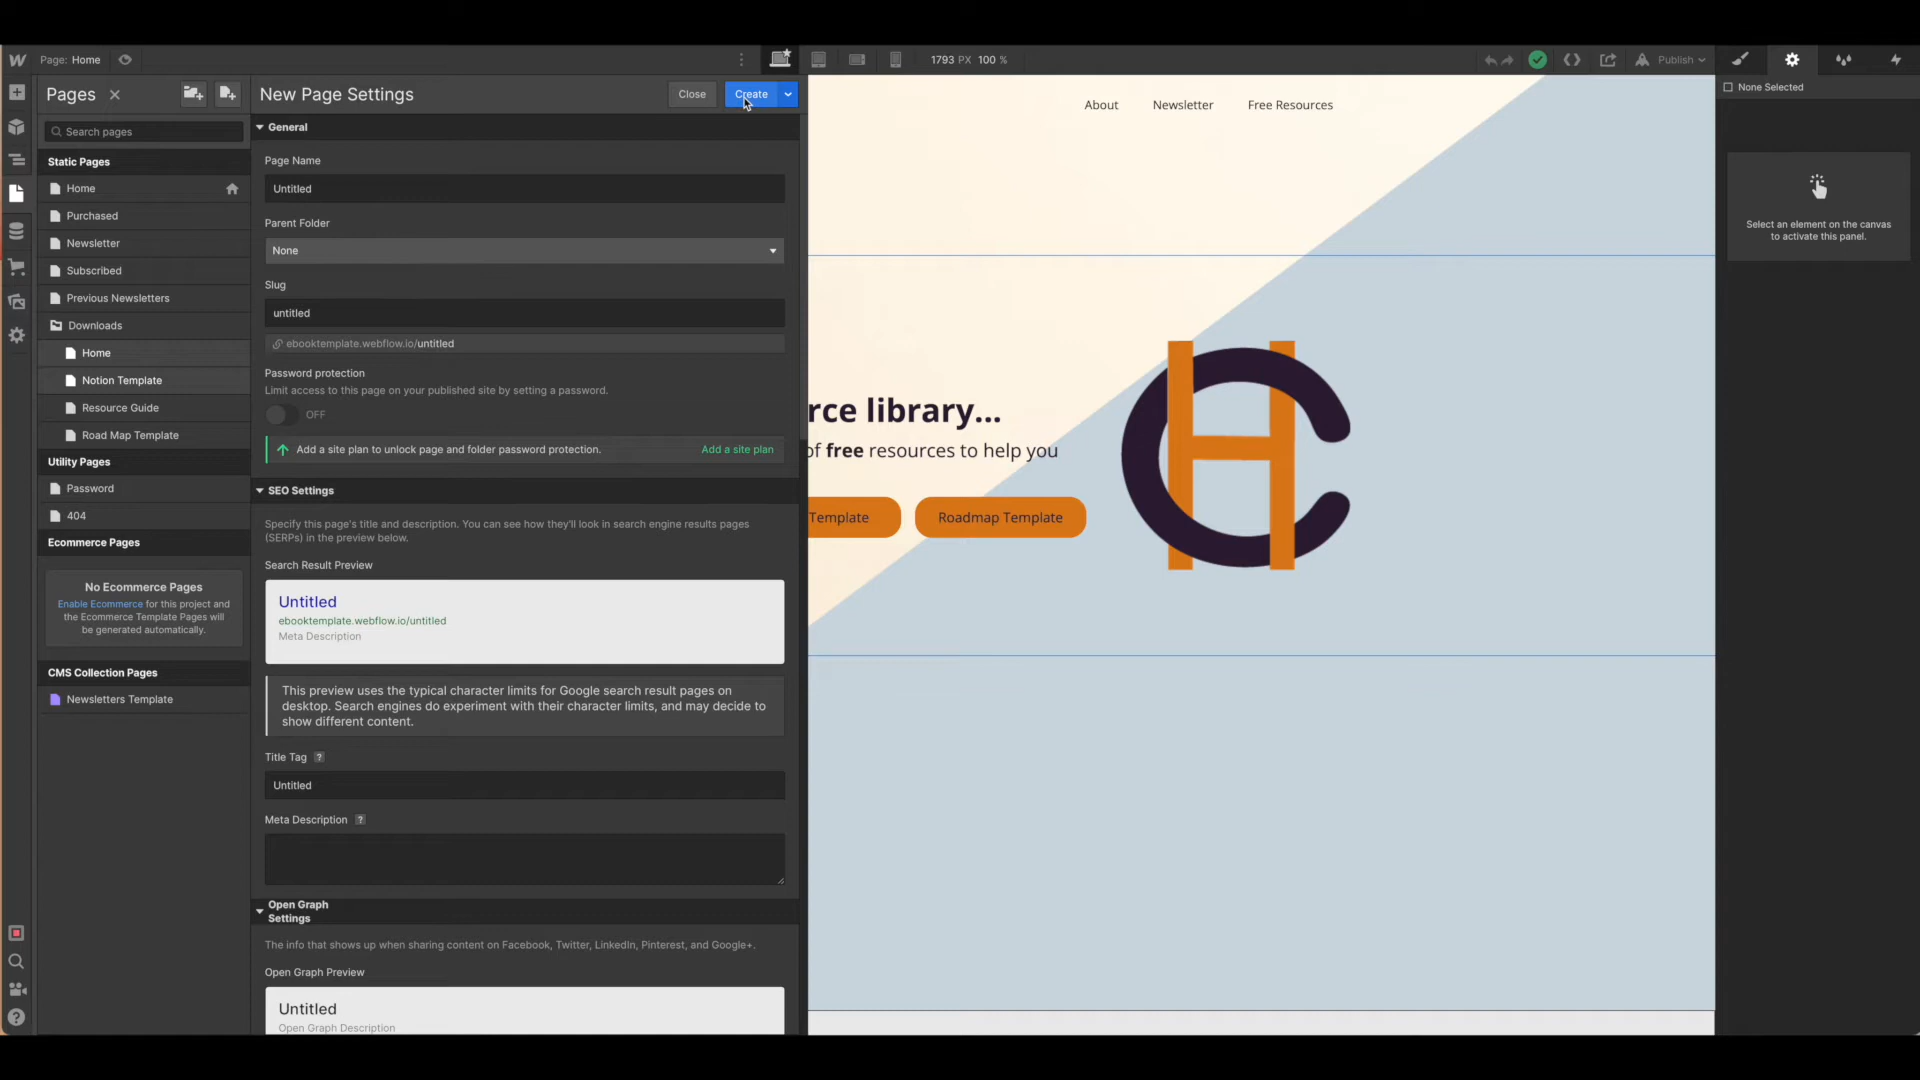 Page: Home
1793 PX 100 %
Publish
Pages
New Page Settings
Close
Create
None Selected
Search pages
Static Pages
Home
Purchased
Newsletter
Subscribed
Previous Newsletters
Downloads
Home
Notion Template
Resource Guide
Road Map Template
Utility Pages
Password
404
Ecommerce Pages
No Ecommerce Pages
Enable Ecommerce for this project and
the Ecommerce Template Pages will
be generated automatically.
CMS Collection Pages
Newsletters Template
General
Page Name
Untitled
Parent Folder
None
Slug
untitled
ebooktemplate.webflow.io/untitled
Password protection
Limit access to this page on your published site by setting a password.
OFF
Add a site plan to unlock page and folder password protection.
Add a site plan
SEO Settings
Specify this page's title and description. You can see how they'll look in search engine results pages
(SERPs) in the preview below.
Search Result Preview
Untitled
ebooktemplate.webflow.io/untitled
Meta Description
This preview uses the typical character limits for Google search result pages on
desktop. Search engines do experiment with their character limits, and may decide to
show different content.
Title Tag ?
Untitled
Meta Description ?
Open Graph
Settings
The info that shows up when sharing content on Facebook, Twitter, LinkedIn, Pinterest, and Google+.
Open Graph Preview
Untitled
Open Graph Description
About
Newsletter
Free Resources
rce library...
of free resources to help you
Template
Roadmap Template
Select an element on the canvas
to activate this panel.